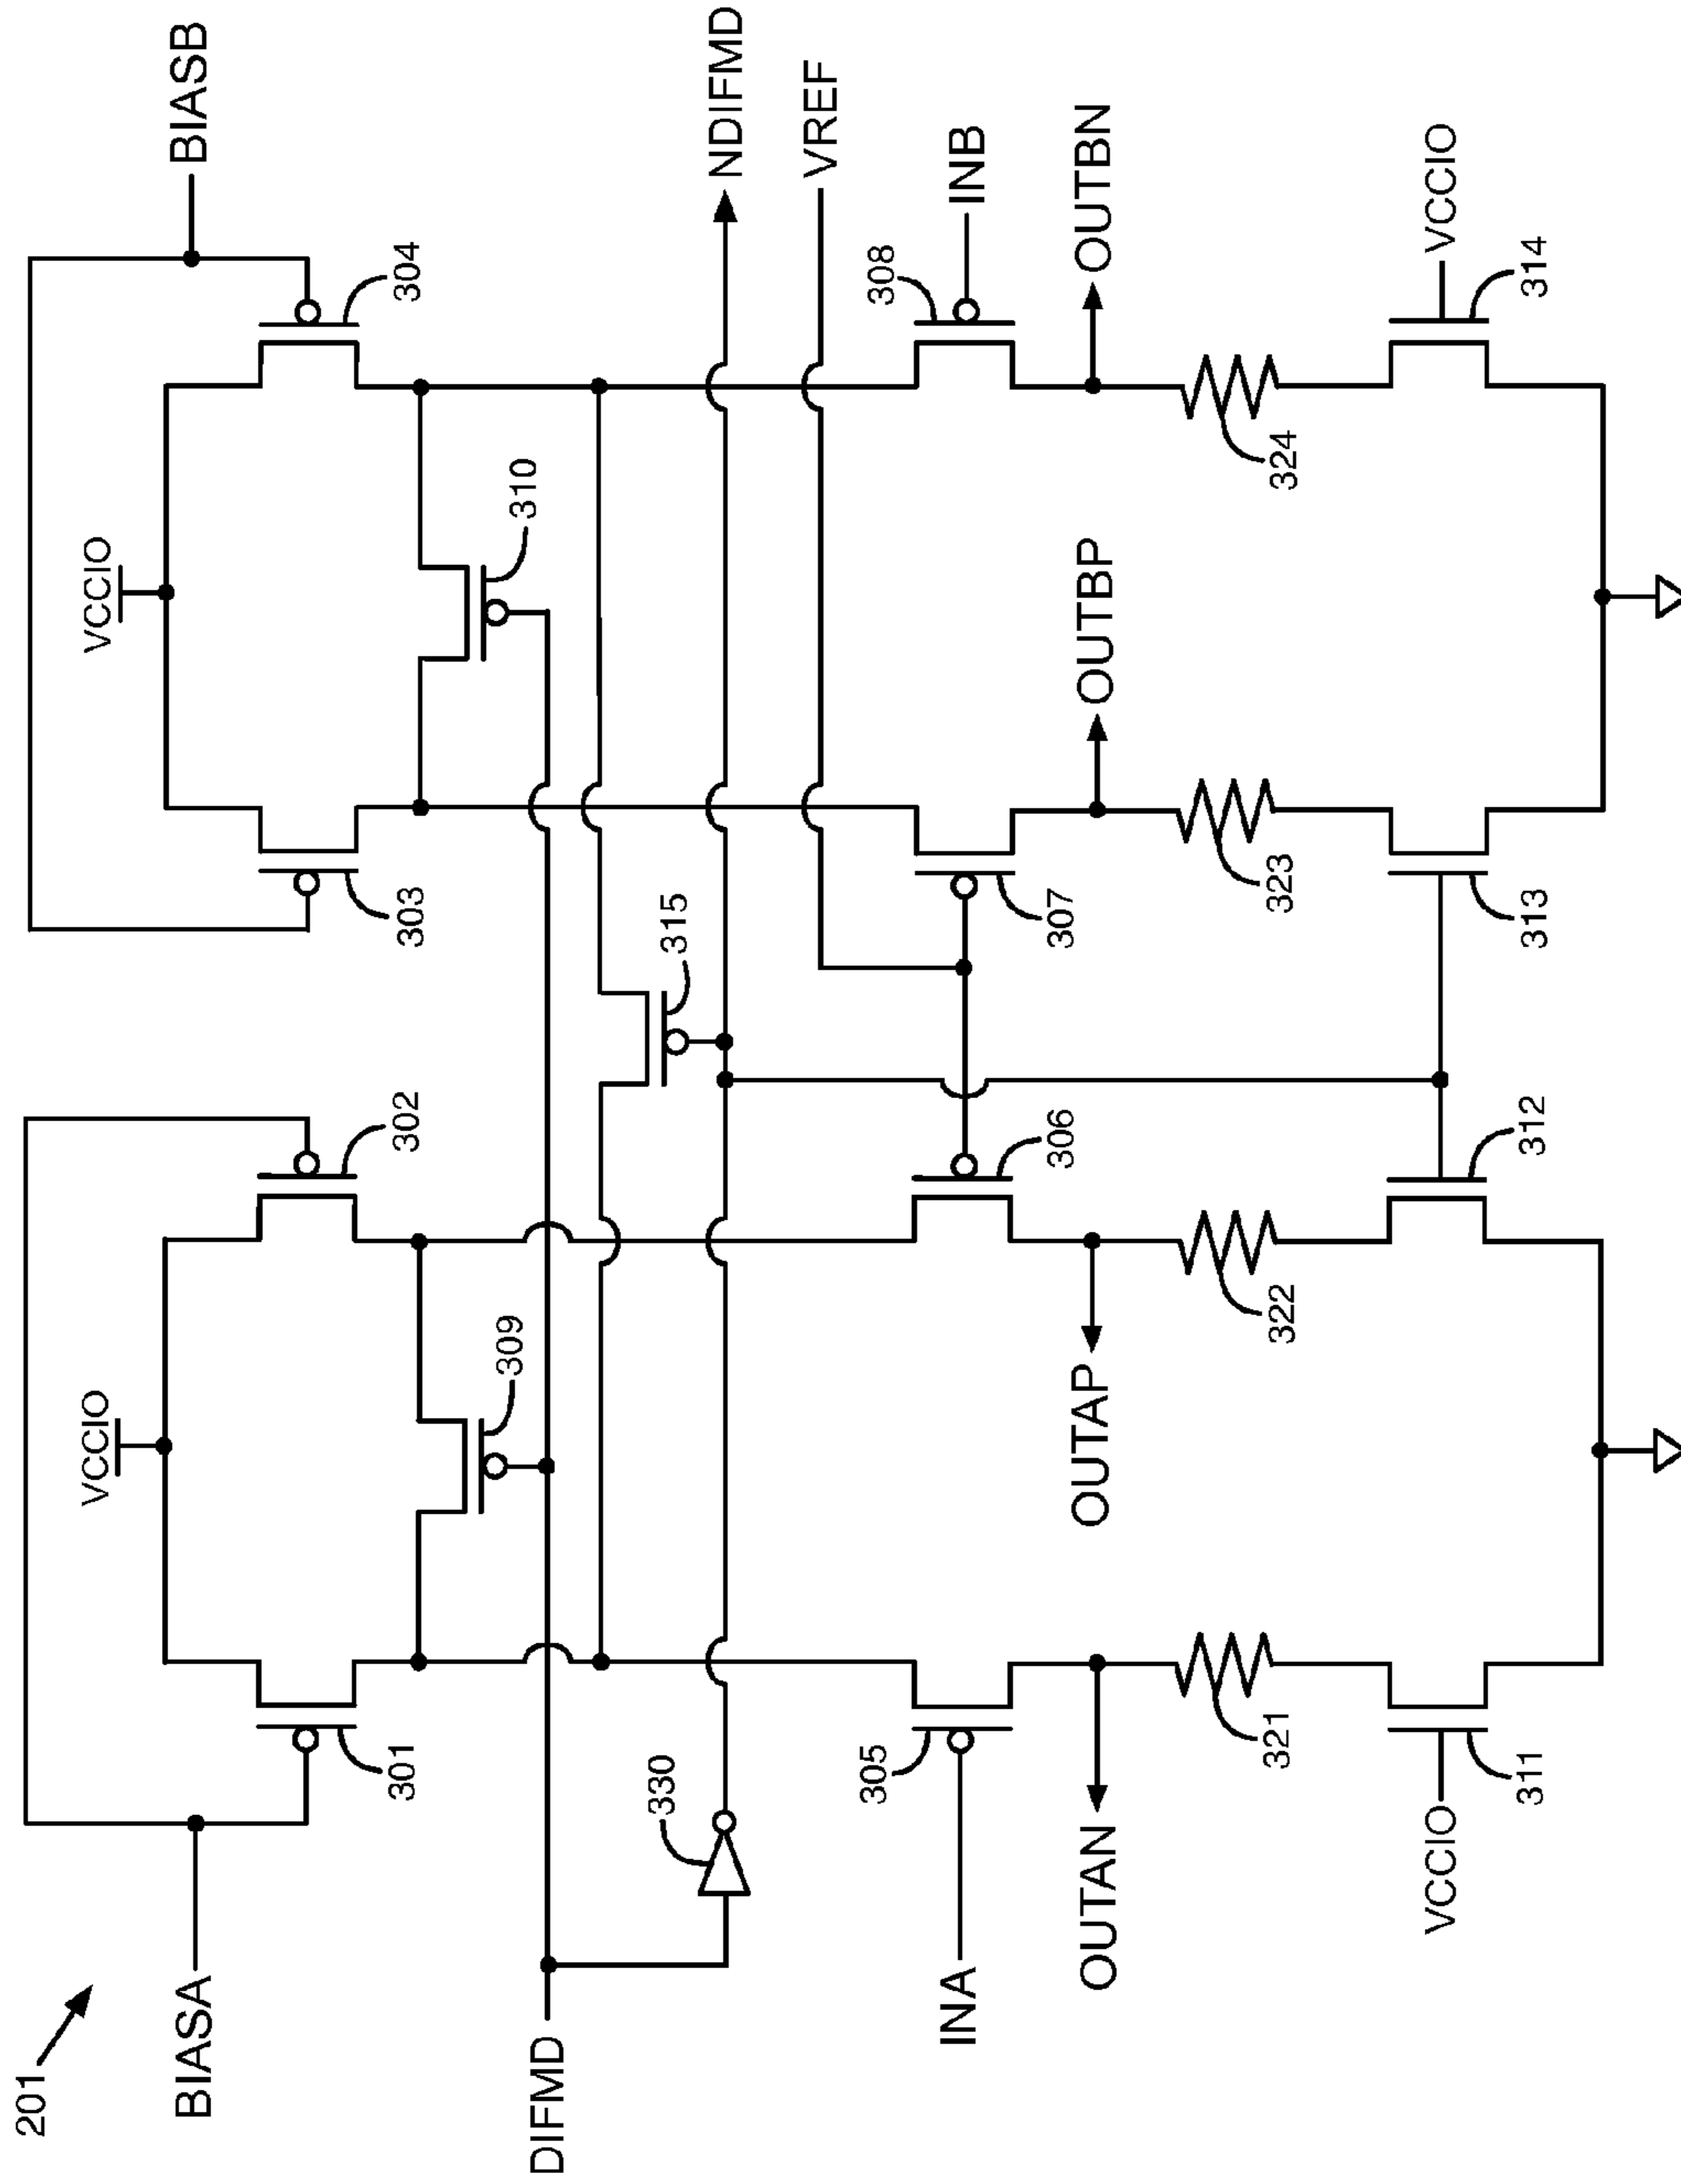 201
BIASA
BIASB
VCCIO
VCCIO
301
302
303
304
309
310
DIFMD
315
330
NDIFMD
VREF
INA
305
306
307
308
INB
OUTAN
OUTAP
OUTBP
OUTBN
321
322
323
324
VCCIO
311
312
313
314
VCCIO